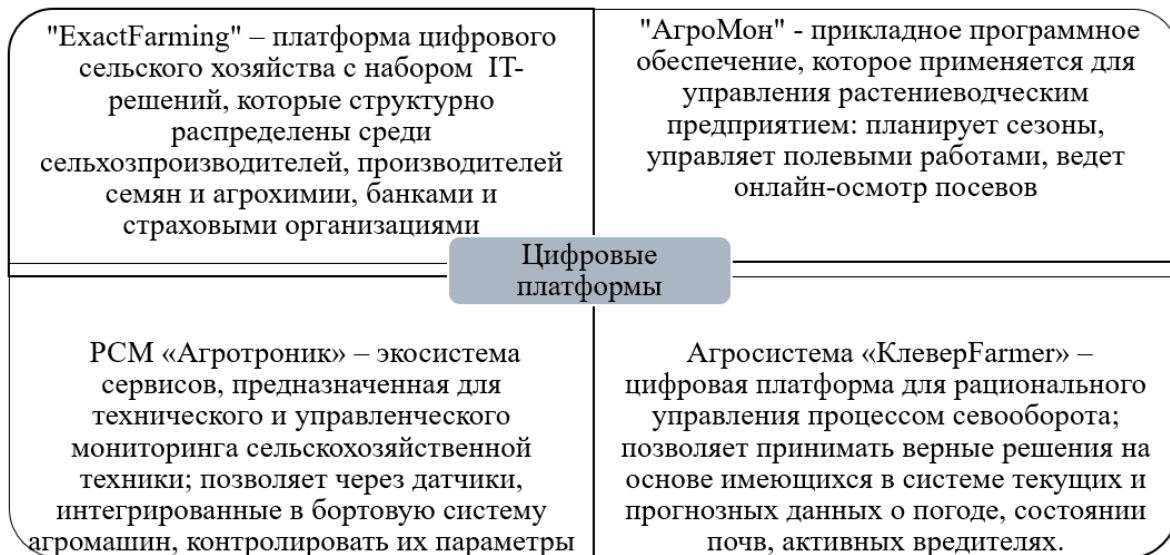 "ExactFarming" – платформа цифрового
сельского хозяйства с набором IT-
решений, которые структурно
распределены среди
сельхозпроизводителей, производителей
семян и агрохимии, банками и
страховыми организациями
"АгроМон" - прикладное программное
обеспечение, которое применяется для
управления растениеводческим
предприятием: планирует сезоны,
управляет полевыми работами, ведет
онлайн-осмотр посевов
Цифровые
платформы
РСМ «Агротроник» – экосистема
сервисов, предназначенная для
технического и управленческого
мониторинга сельскохозяйственной
техники; позволяет через датчики,
интегрированные в бортовую систему
агромашин, контролировать их параметры
Агросистема «КлеверFarmer» –
цифровая платформа для рационального
управления процессом севооборота;
позволяет принимать верные решения на
основе имеющихся в системе текущих и
прогнозных данных о погоде, состоянии
почв, активных вредителях.